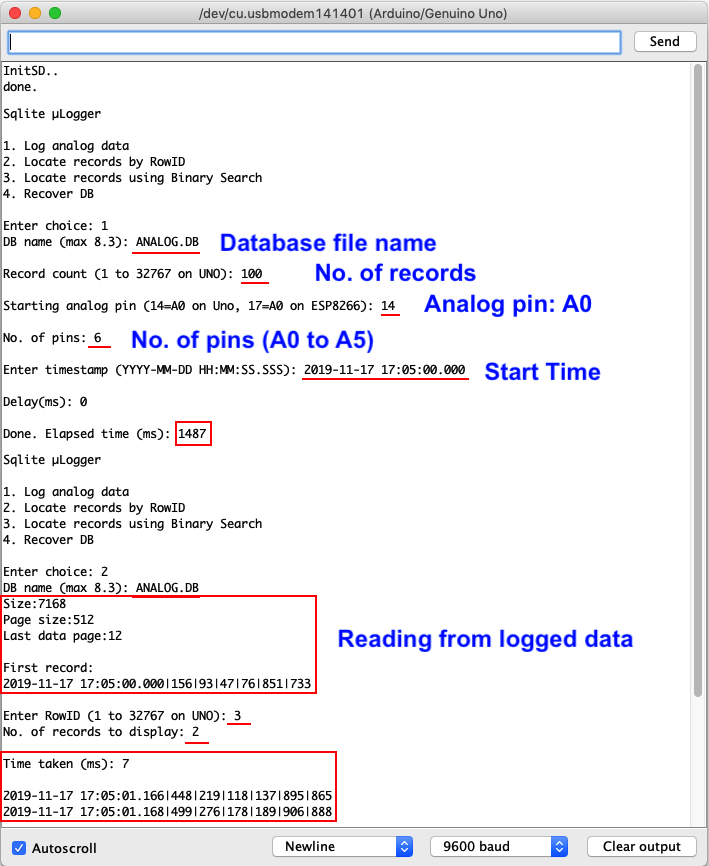 /dev/cu.usbmodem141401 (Arduino/Genuino Uno)
Send
InitSD..
done.
Sqlite µLogger
1. Log analog data
2. Locate records by RowID
3. Locate records using Binary Search
4. Recover DB
Enter choice: 1
DB name (max 8.3): ANALOG.DB Database file name
Record count (1 to 32767 on UNO): 100 No. of records
Starting analog pin (14=A0 on Uno, 17=A0 on ESP8266): 14 Analog pin: A0
No. of pins: 6 No. of pins (A0 to A5)
Enter timestamp (YYYY-MM-DD HH:MM:SS.SSS): 2019-11-17 17:05:00.000 Start Time
Delay(ms): 0
Done. Elapsed time (ms): 1487
Sqlite µLogger
1. Log analog data
2. Locate records by RowID
3. Locate records using Binary Search
4. Recover DB
Enter choice: 2
DB name (max 8.3): ANALOG.DB
Size:7168
Page size:512
Last data page:12
Reading from logged data
First record:
2019-11-17 17:05:00.000|156|93|47|76|851|733
Enter RowID (1 to 32767 on UNO): 3
No. of records to display: 2
Time taken (ms): 7
2019-11-17 17:05:01.166|448|219|118|137|895|865
2019-11-17 17:05:01.168|499|276|178|189|906|888
Autoscroll
Newline
9600 baud
Clear output